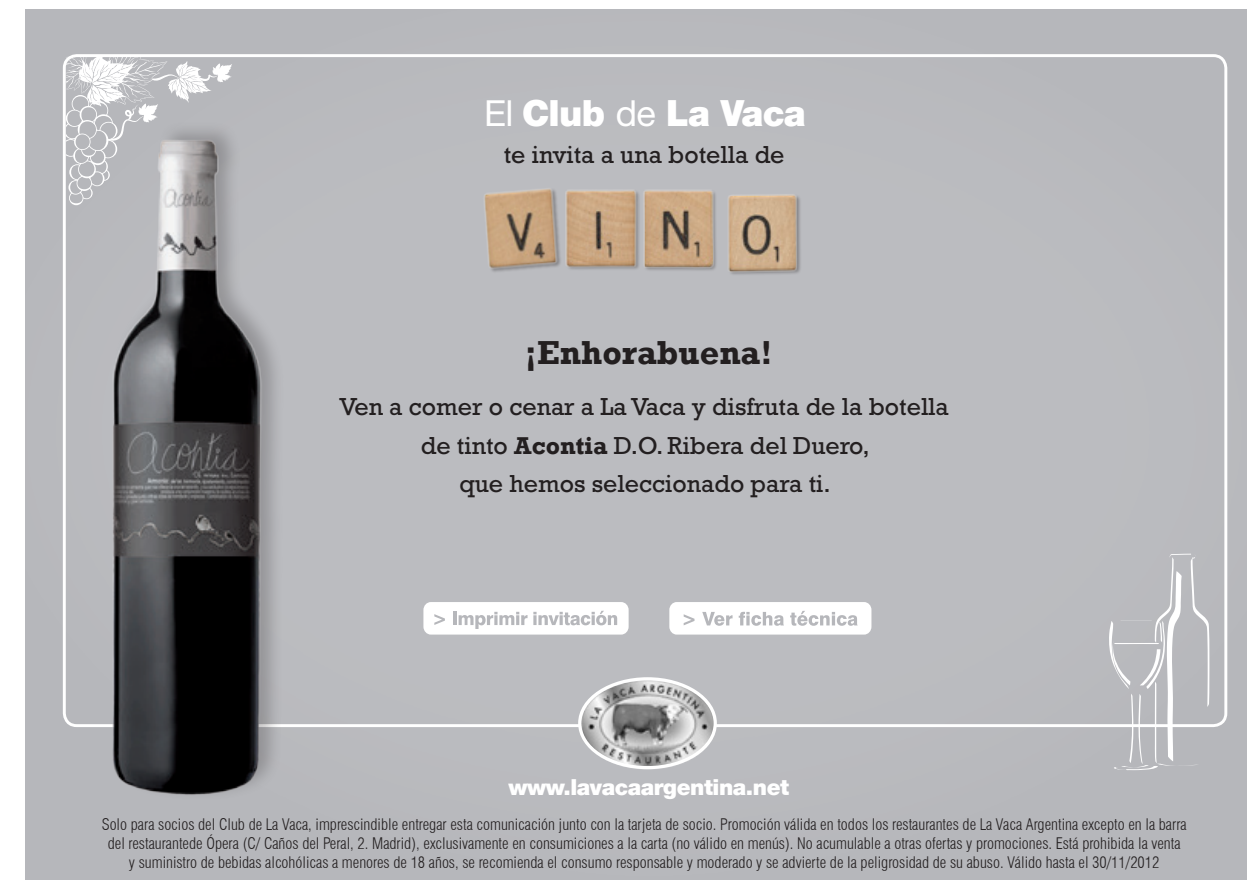 El Club de La Vaca
te invita a una botella de
V4 I1 N1 O1
¡Enhorabuena!
Ven a comer o cenar a La Vaca y disfruta de la botella
de tinto Acontia D.O. Ribera del Duero,
que hemos seleccionado para ti.
acontia
Acontia
> Imprimir invitación
> Ver ficha técnica
LA VACA ARGENTINA
RESTAURANTE
www.lavacaargentina.net
Solo para socios del Club de La Vaca, imprescindible entregar esta comunicación junto con la tarjeta de socio. Promoción válida en todos los restaurantes de La Vaca Argentina excepto en la barra
del restaurantede Ópera (C/ Caños del Peral, 2. Madrid), exclusivamente en consumiciones a la carta (no válido en menús). No acumulable a otras ofertas y promociones. Está prohibida la venta
y suministro de bebidas alcohólicas a menores de 18 años, se recomienda el consumo responsable y moderado y se advierte de la peligrosidad de su abuso. Válido hasta el 30/11/2012